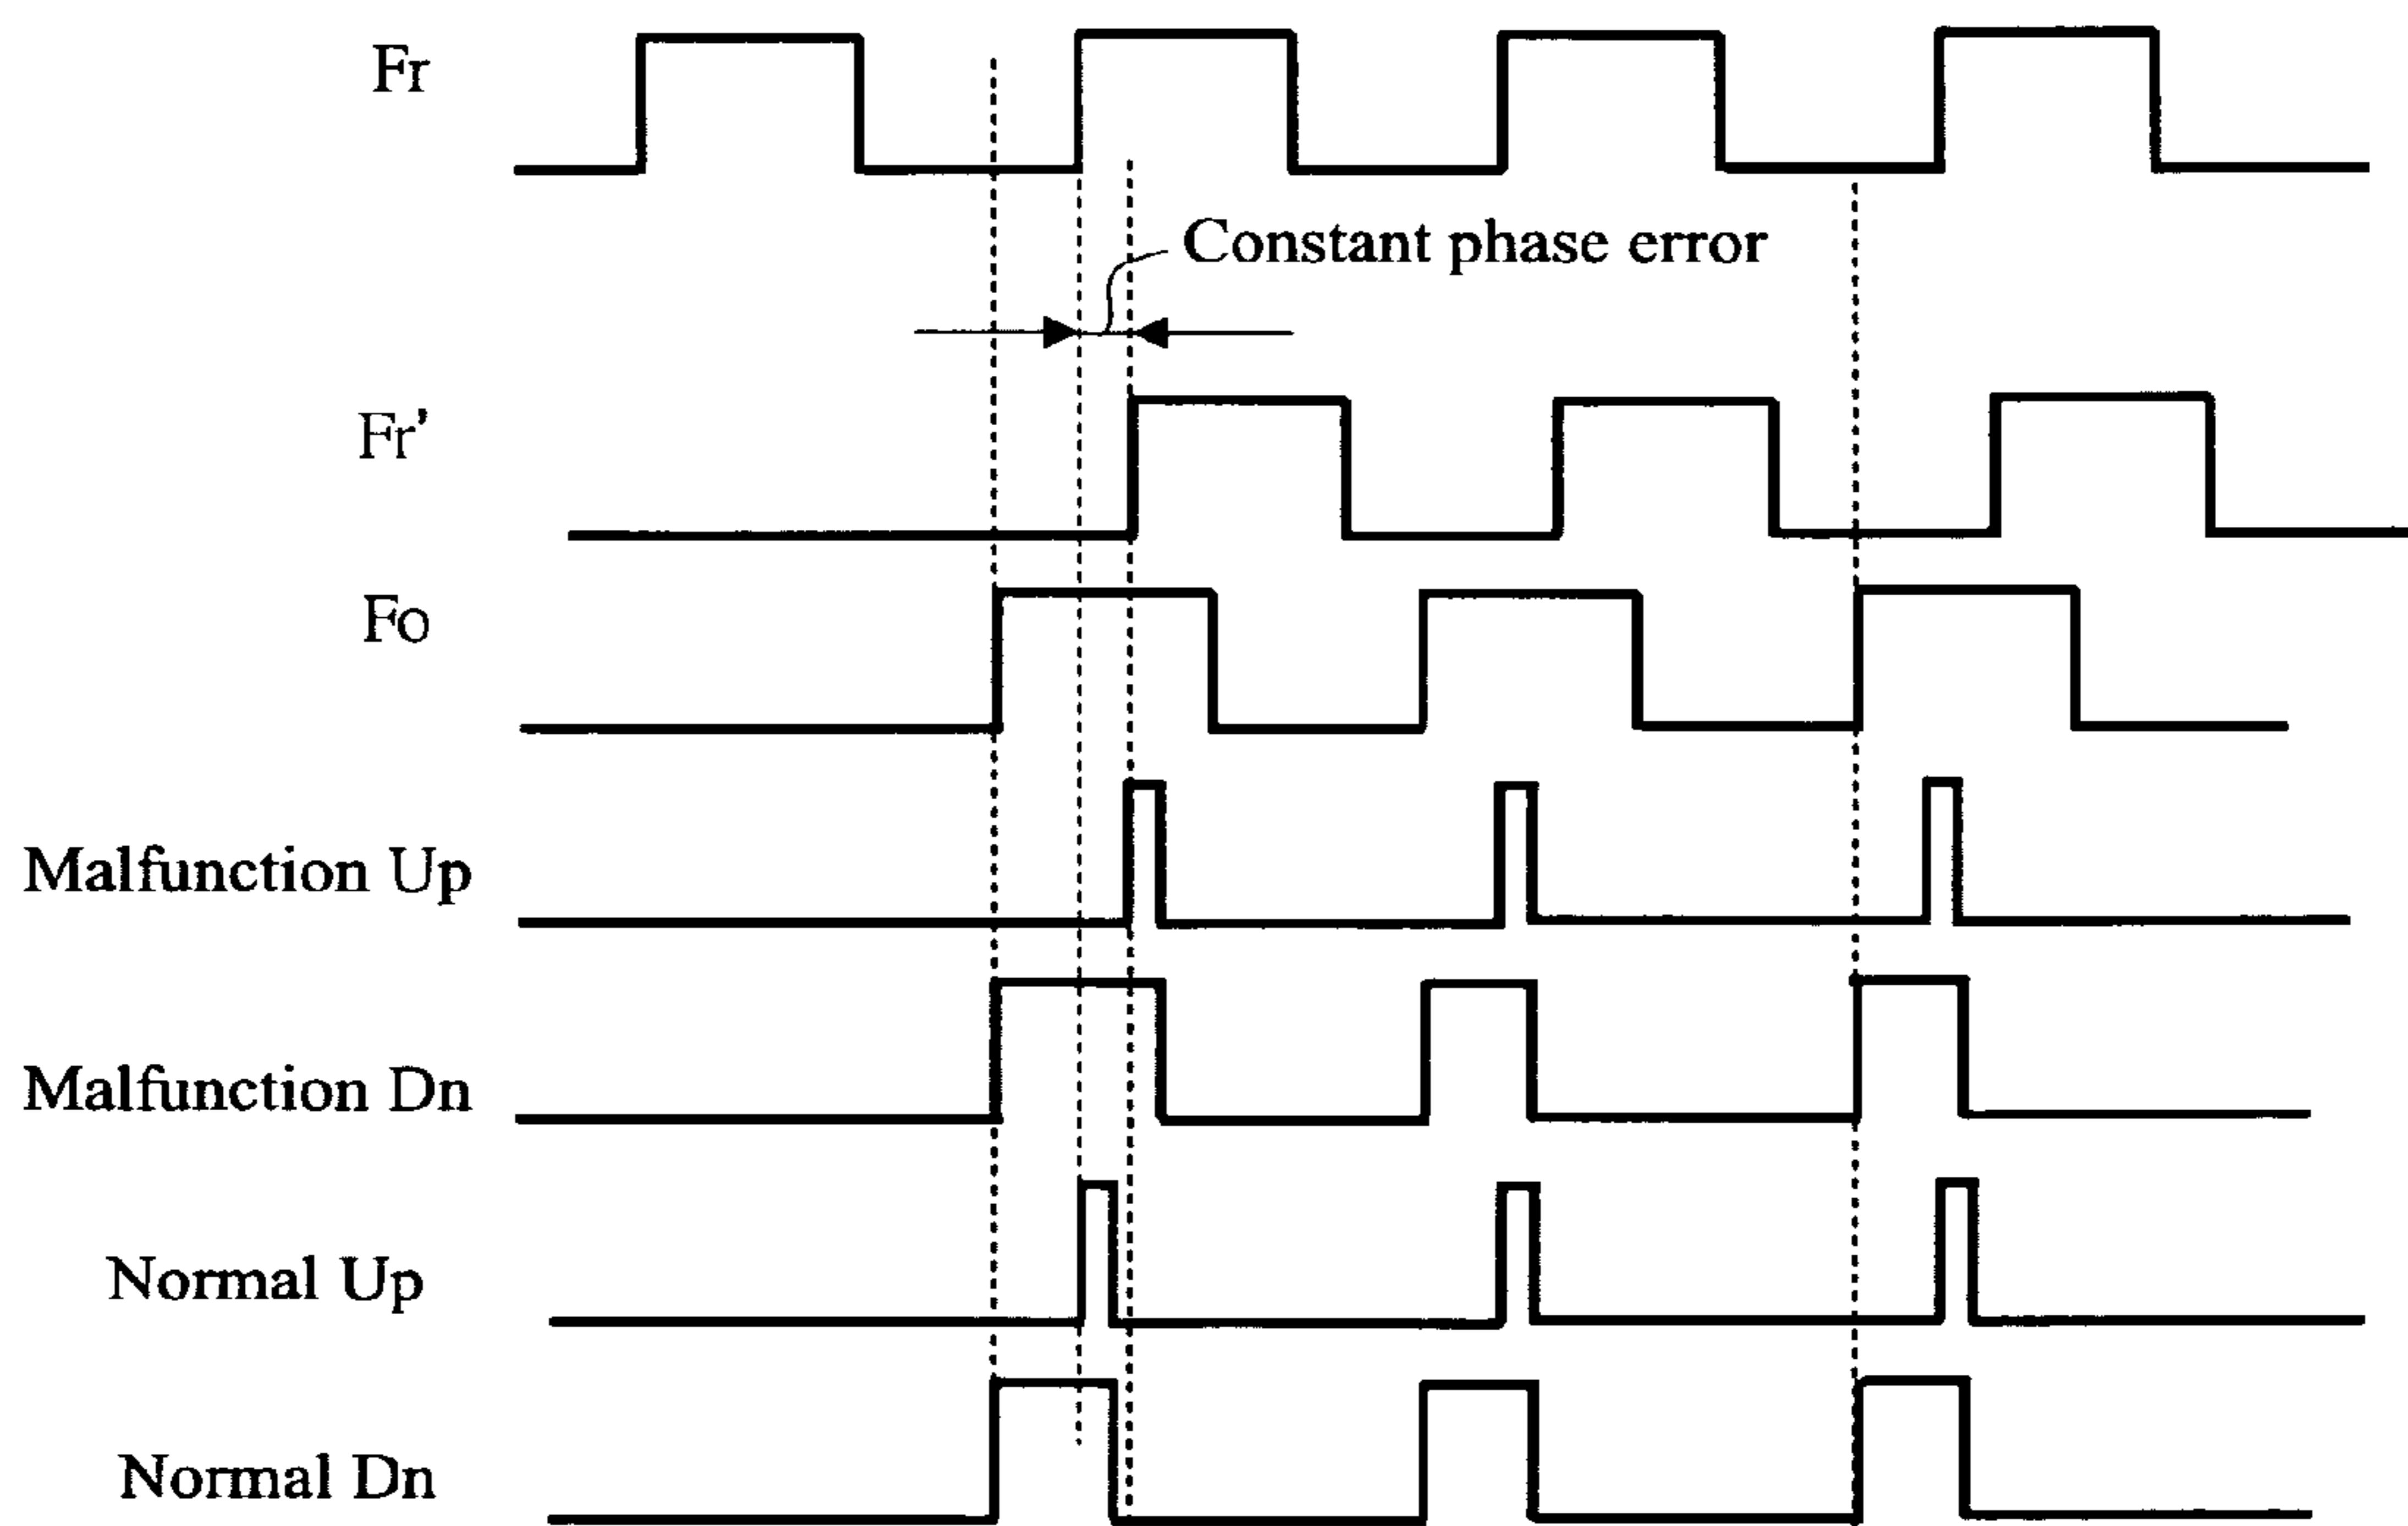 Fr
Constant phase error
Fr’
Fo
Malfunction Up
Malfunction Dn
Normal Up
Normal Dn